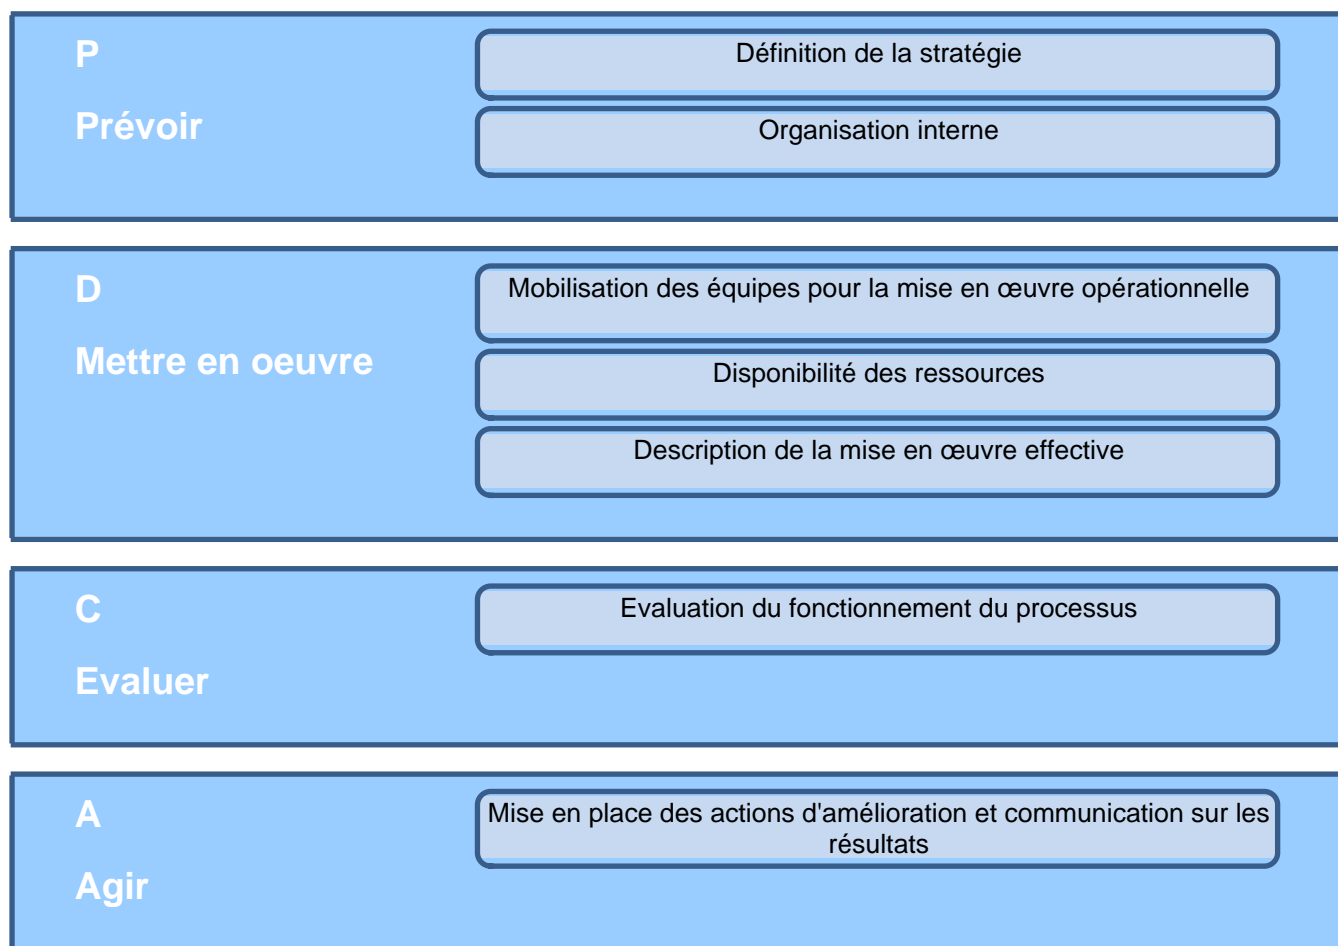 P
Prévoir
Définition de la stratégie
Organisation interne
D
Mettre en oeuvre
Mobilisation des équipes pour la mise en œuvre opérationnelle
Disponibilité des ressources
Description de la mise en œuvre effective
C
Evaluer
Evaluation du fonctionnement du processus
A
Agir
Mise en place des actions d'amélioration et communication sur les
résultats